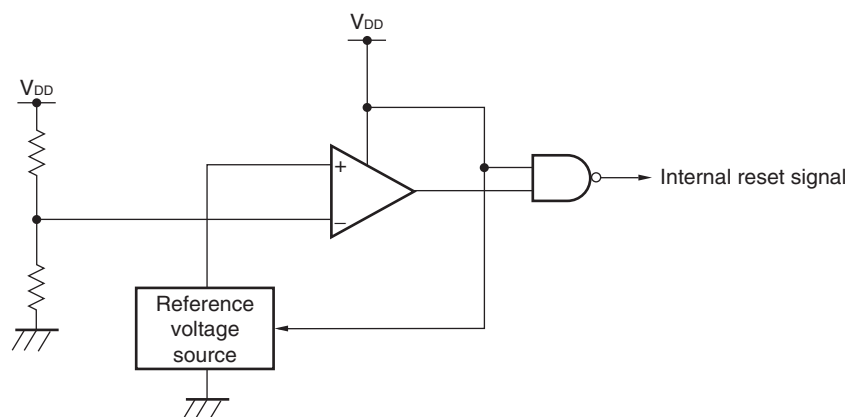 VDD
VDD
+
−
Internal reset signal
Reference
voltage
source